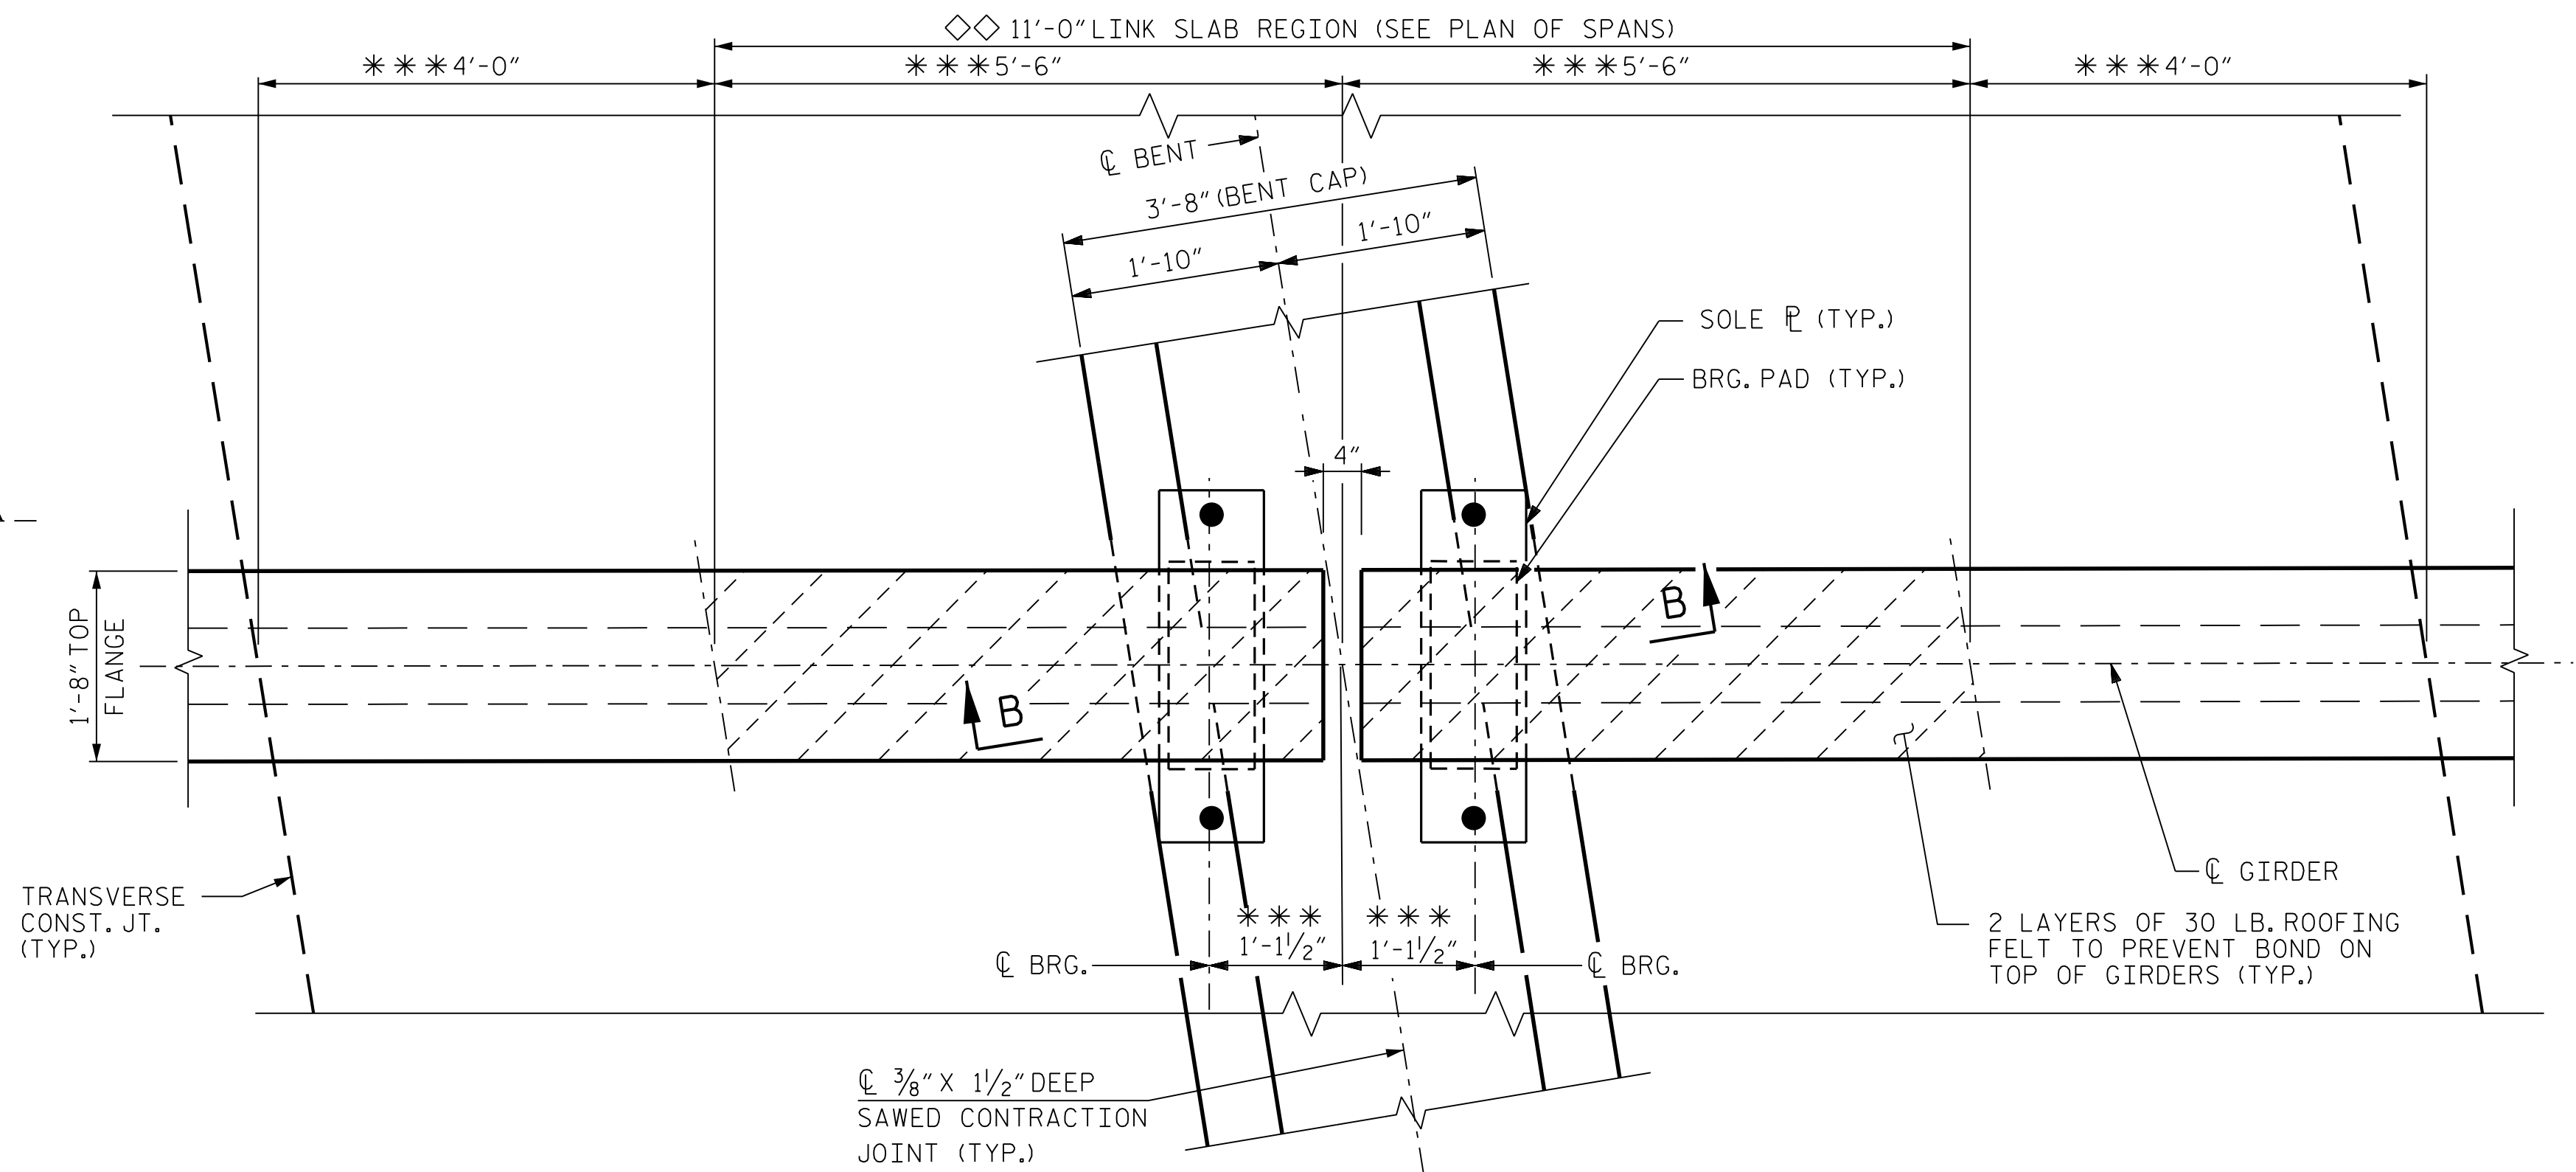 ◇◇ 11'-0" LINK SLAB REGION (SEE PLAN OF SPANS)
✳✳✳4'-0"
✳✳✳5'-6"
✳✳✳5'-6"
✳✳✳4'-0"
℄ BENT
3'-8" (BENT CAP)
1'-10"
1'-10"
SOLE ⅊ (TYP.)
BRG. PAD (TYP.)
4"
1'-8" TOP
FLANGE
B
B
TRANSVERSE
CONST. JT.
(TYP.)
℄ GIRDER
2 LAYERS OF 30 LB. ROOFING
FELT TO PREVENT BOND ON
TOP OF GIRDERS (TYP.)
✳✳✳
1'-1½"
✳✳✳
1'-1½"
℄ BRG.
℄ BRG.
℄ ⅜" X 1½" DEEP
SAWED CONTRACTION
JOINT (TYP.)